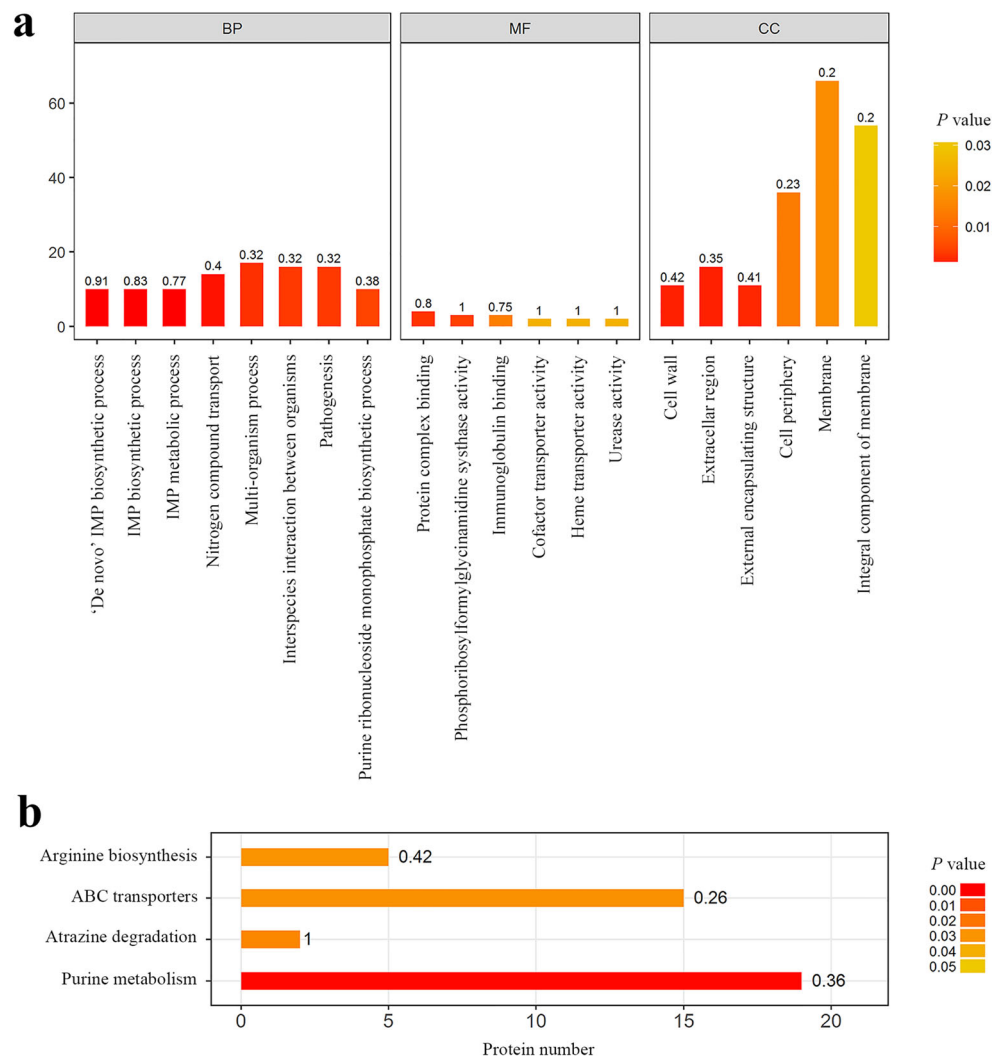 a
BP MF CC
0.2
0.2
0.23
0.91 0.83 0.77 0.4 0.32 0.32 0.32 0.38
0.8 1 0.75 1 1 1
0.42 0.35 0.41
60
40
20
0
P value
0.03
0.02
0.01
‘De novo’ IMP biosynthetic process
IMP biosynthetic process
IMP metabolic process
Nitrogen compound transport
Multi-organism process
Interspecies interaction between organisms
Pathogenesis
Purine ribonucleoside monophosphate biosynthetic process
Protein complex binding
Phosphoribosylformylglycinamidine systhase activity
Immunoglobulin binding
Cofactor transporter activity
Heme transporter activity
Urease activity
Cell wall
Extracellar region
External encapsulating structure
Cell periphery
Membrane
Integral component of membrane
b
Arginine biosynthesis 0.42
ABC transporters 0.26
Atrazine degradation 1
Purine metabolism 0.36
0 5 10 15 20
Protein number
P value
0.00
0.01
0.02
0.03
0.04
0.05